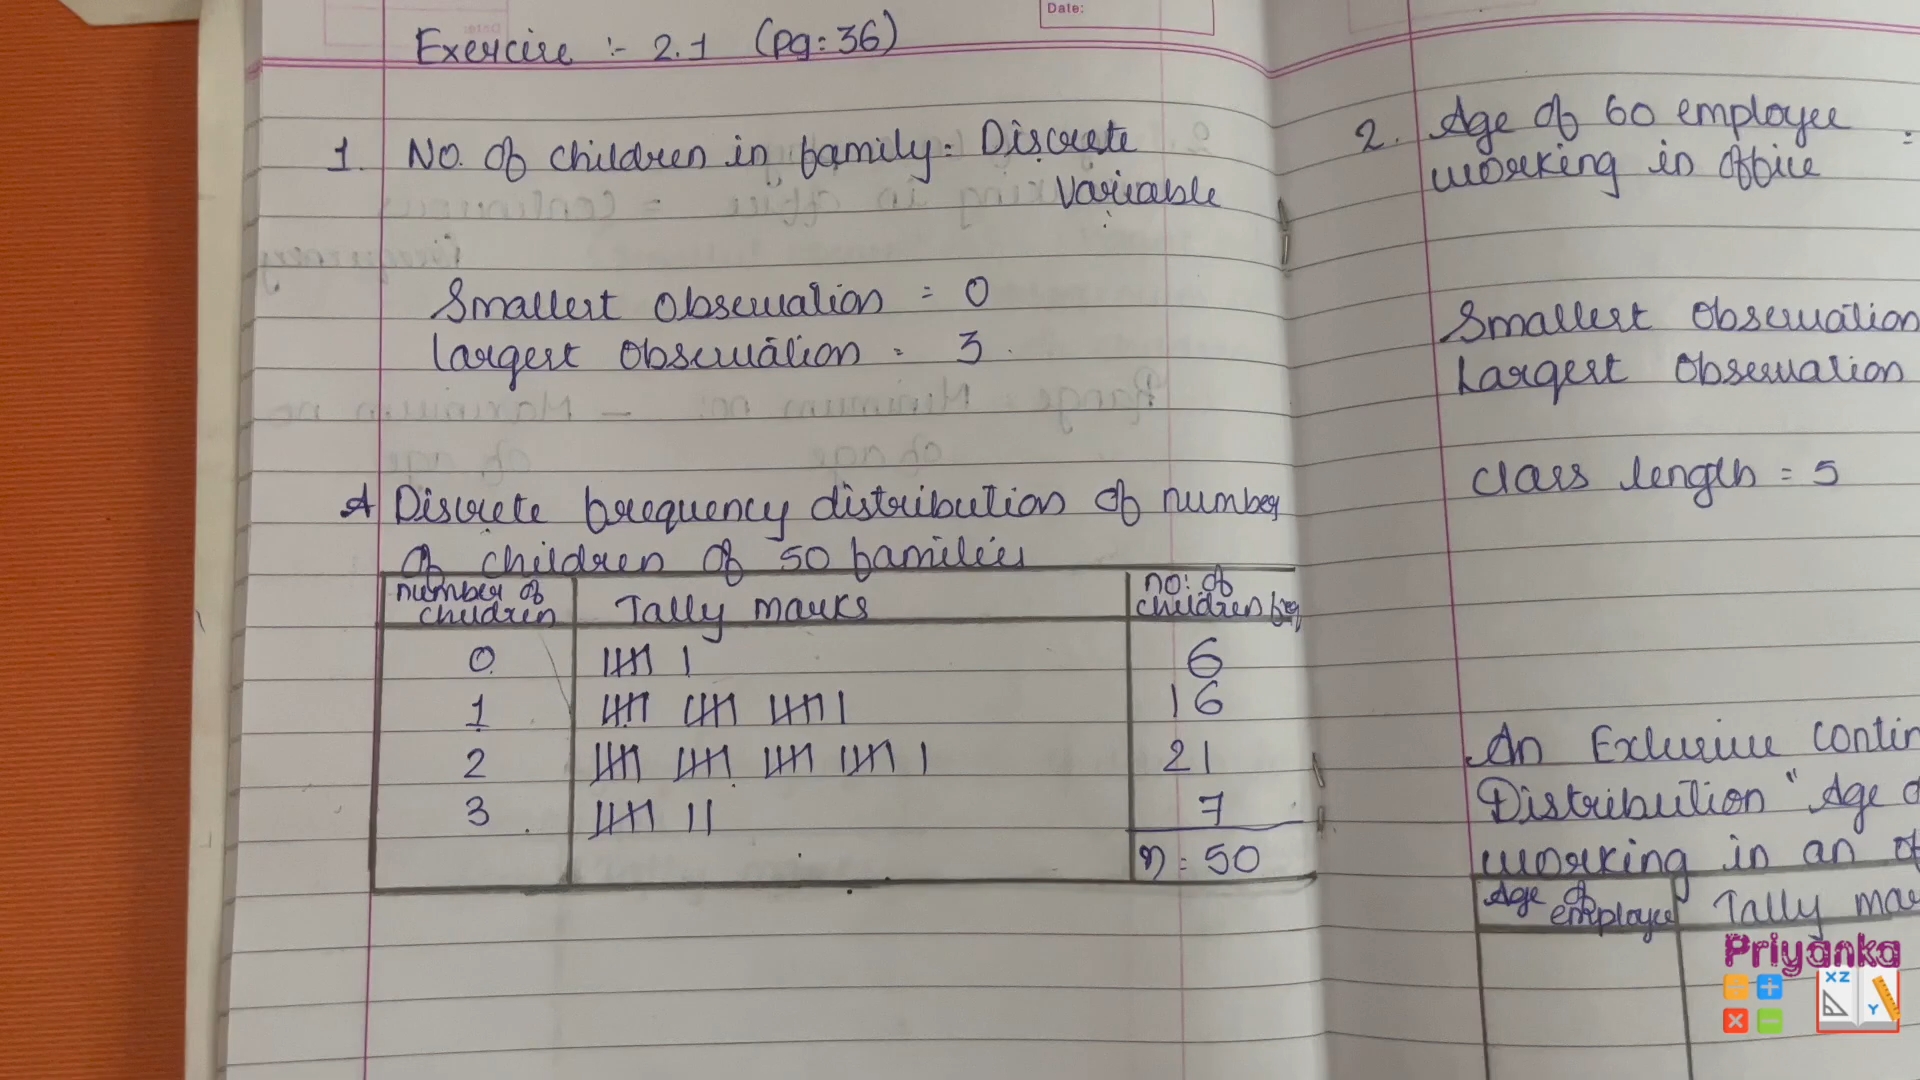 Date:
Exercise :- 2.1 (pg:36)
1. No. of children in family = Discrete
Variable
Smallest observation = 0
largest observation = 3.
A Discrete frequency distribution of number
of children of 50 families
number of children | Tally marks | no: of children freq
0 | 𝍸 | | 6
1 | 𝍸 𝍸 𝍸 | | 16
2 | 𝍸 𝍸 𝍸 𝍸 | | 21
3 | 𝍸 || | 7
n = 50
2. Age of 60 employee =
working in office
Smallest observation
Largest observation
class length = 5
An Exclusive contin
Distribution "Age o
working in an of
Age of employee | Tally mar
Priyanka
XZ
Y